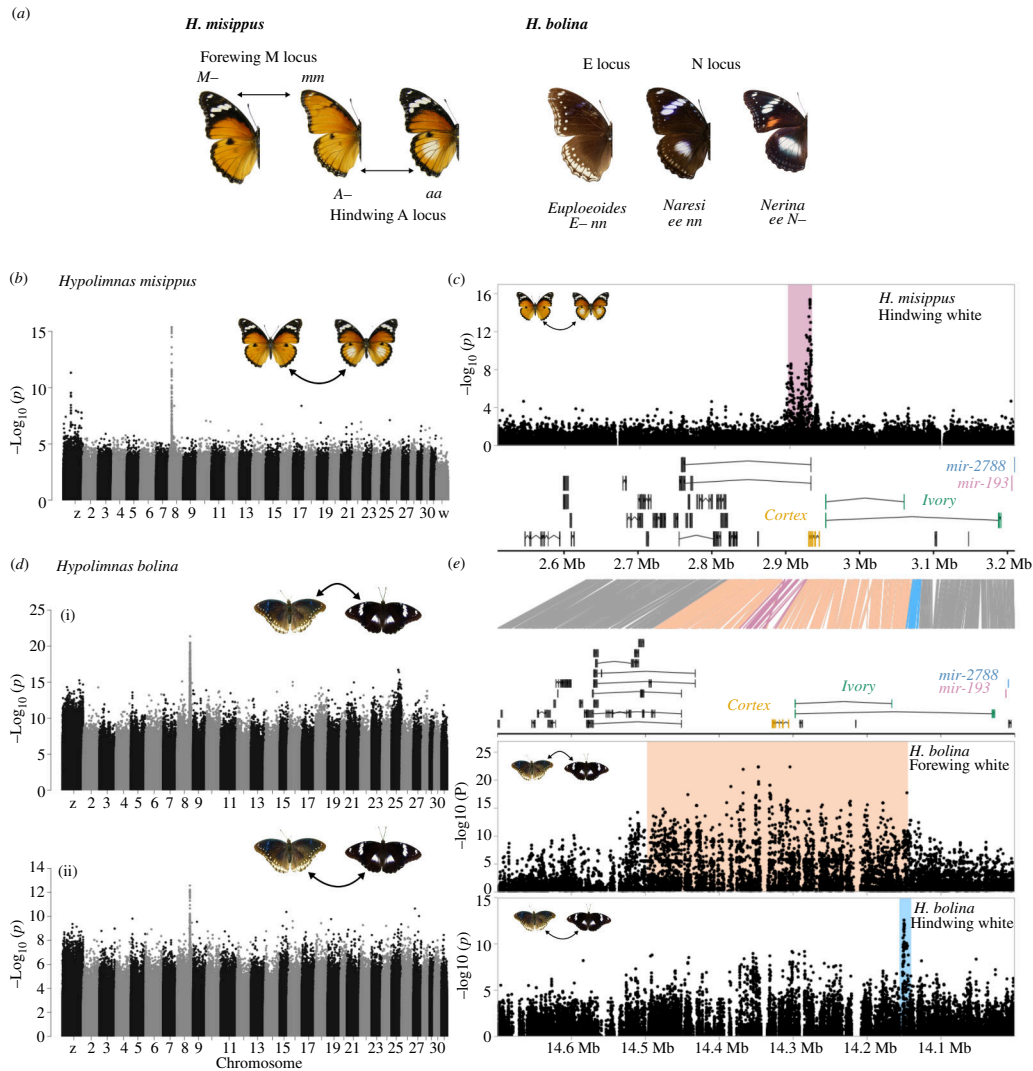 (a)
H. misippus
H. bolina
Forewing M locus
M– mm
E locus N locus
A– aa
Hindwing A locus
Euploeoides Naresi Nerina
E– nn ee nn ee N–
(b) Hypolimnas misippus
15
10
5
0
–Log10 (p)
z 2 3 4 5 6 7 8 9 11 13 15 17 19 21 23 25 27 30 w
(c)
H. misippus
Hindwing white
16
12
8
4
0
–log10 (p)
mir-2788
mir-193
Cortex Ivory
2.6 Mb 2.7 Mb 2.8 Mb 2.9 Mb 3 Mb 3.1 Mb 3.2 Mb
(d) Hypolimnas bolina
(i)
25
20
15
10
5
0
–Log10 (p)
z 2 3 4 5 6 7 8 9 11 13 15 17 19 21 23 25 27 30
(ii)
14
12
10
8
6
4
2
0
–Log10 (p)
z 2 3 4 5 6 7 8 9 11 13 15 17 19 21 23 25 27 30
Chromosome
(e)
mir-2788
Ivory mir-193
Cortex
H. bolina
Forewing white
25
20
15
10
5
0
–log10 (P)
H. bolina
Hindwing white
15
10
5
0
–log10 (p)
14.6 Mb 14.5 Mb 14.4 Mb 14.3 Mb 14.2 Mb 14.1 Mb